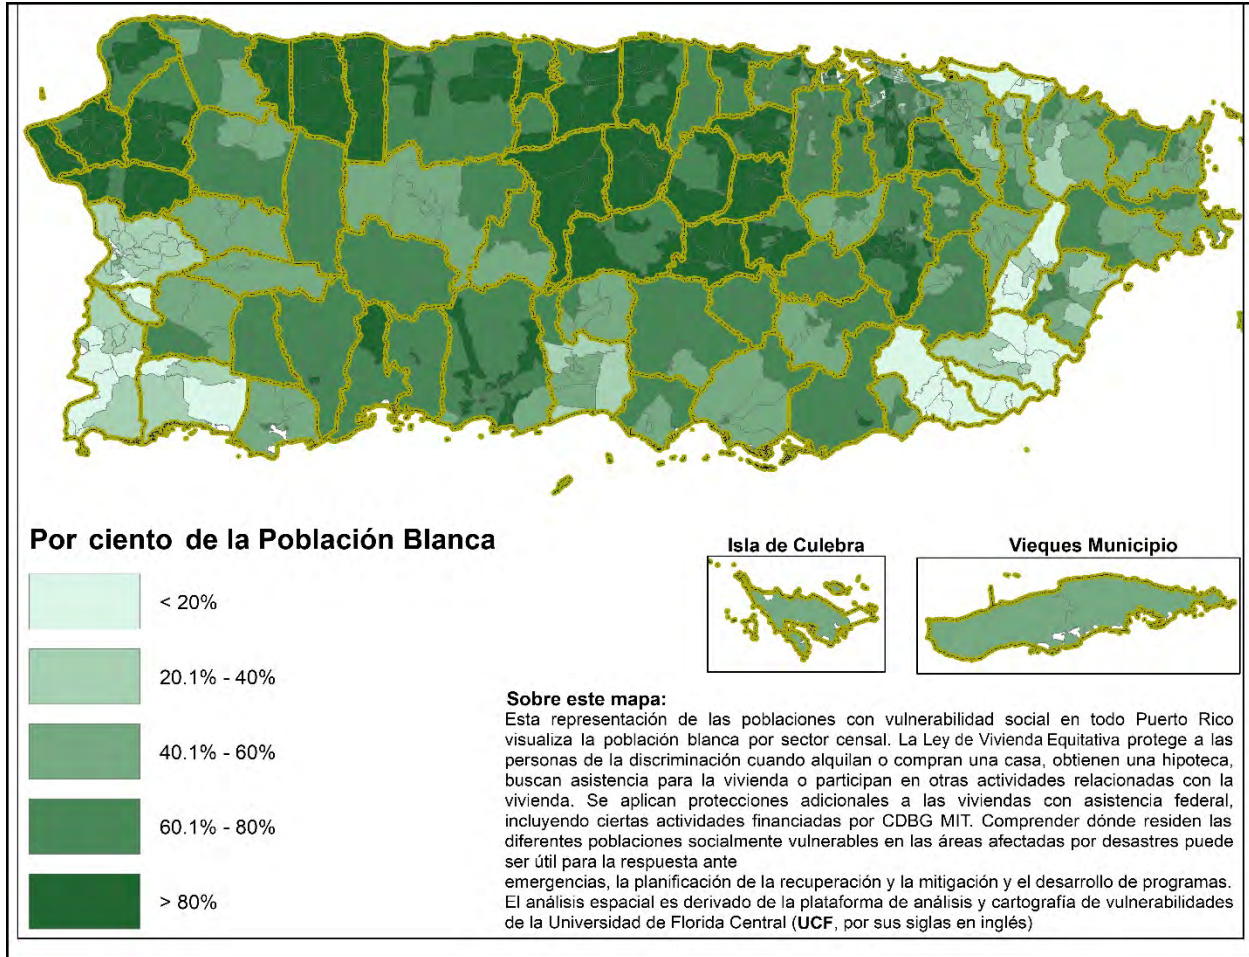 Por ciento de la Población Blanca
< 20%
20.1% - 40%
40.1% - 60%
60.1% - 80%
> 80%
Isla de Culebra
Vieques Municipio
Sobre este mapa:
Esta representación de las poblaciones con vulnerabilidad social en todo Puerto Rico
visualiza la población blanca por sector censal. La Ley de Vivienda Equitativa protege a las
personas de la discriminación cuando alquilan o compran una casa, obtienen una hipoteca,
buscan asistencia para la vivienda o participan en otras actividades relacionadas con la
vivienda. Se aplican protecciones adicionales a las viviendas con asistencia federal,
incluyendo ciertas actividades financiadas por CDBG MIT. Comprender dónde residen las
diferentes poblaciones socialmente vulnerables en las áreas afectadas por desastres puede
ser útil para la respuesta ante
emergencias, la planificación de la recuperación y la mitigación y el desarrollo de programas.
El análisis espacial es derivado de la plataforma de análisis y cartografía de vulnerabilidades
de la Universidad de Florida Central (UCF, por sus siglas en inglés)